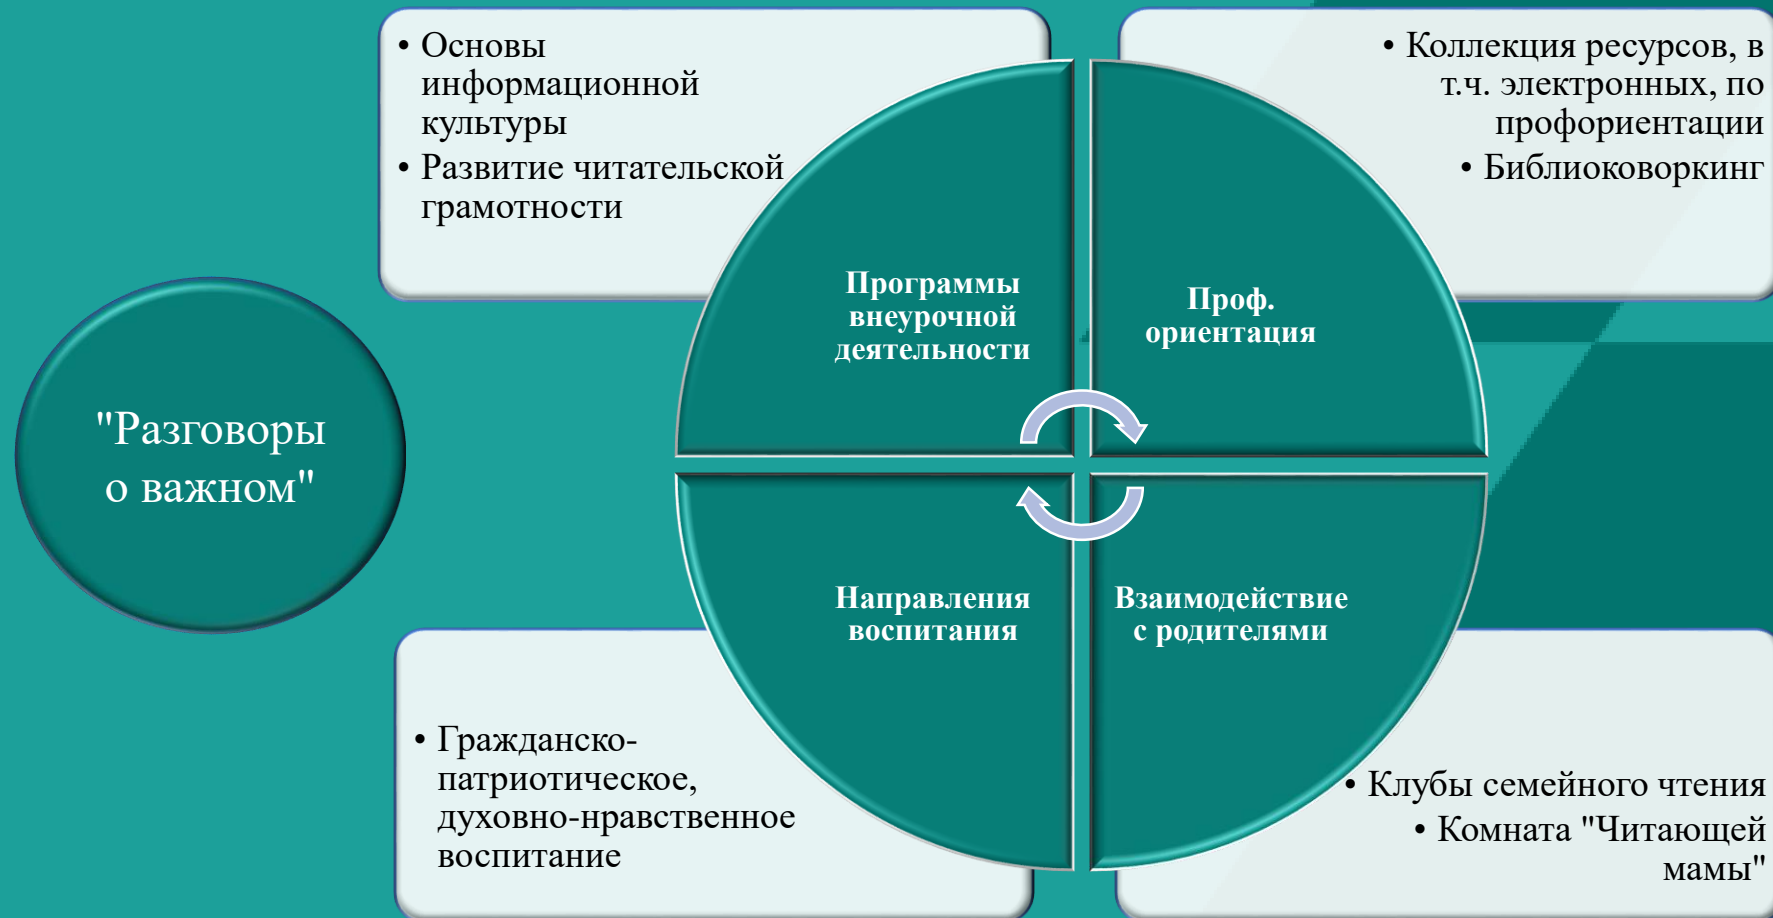 • Основы
информационной
культуры
• Развитие читательской
грамотности
• Коллекция ресурсов, в
т.ч. электронных, по
профориентации
• Библиоковоркинг
Программы
внеурочной
деятельности
Проф.
ориентация
"Разговоры
о важном"
Направления
воспитания
Взаимодействие
с родителями
• Гражданско-
патриотическое,
духовно-нравственное
воспитание
• Клубы семейного чтения
• Комната "Читающей
мамы"